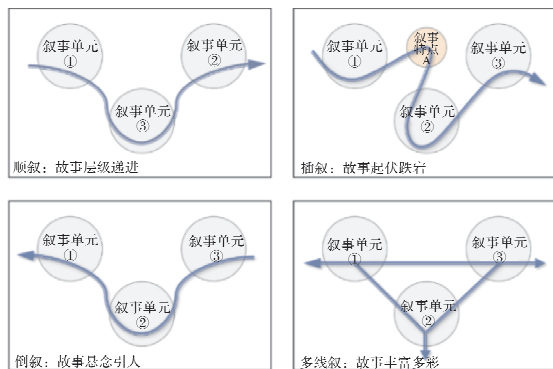 叙事单元
①
叙事单元
②
叙事单元
③
顺叙：故事层级递进
叙事单元
①
叙事
特点
A
叙事单元
③
叙事单元
②
插叙：故事起伏跌宕
叙事单元
①
叙事单元
③
叙事单元
②
倒叙：故事悬念引人
叙事单元
①
叙事单元
③
叙事单元
②
多线叙：故事丰富多彩